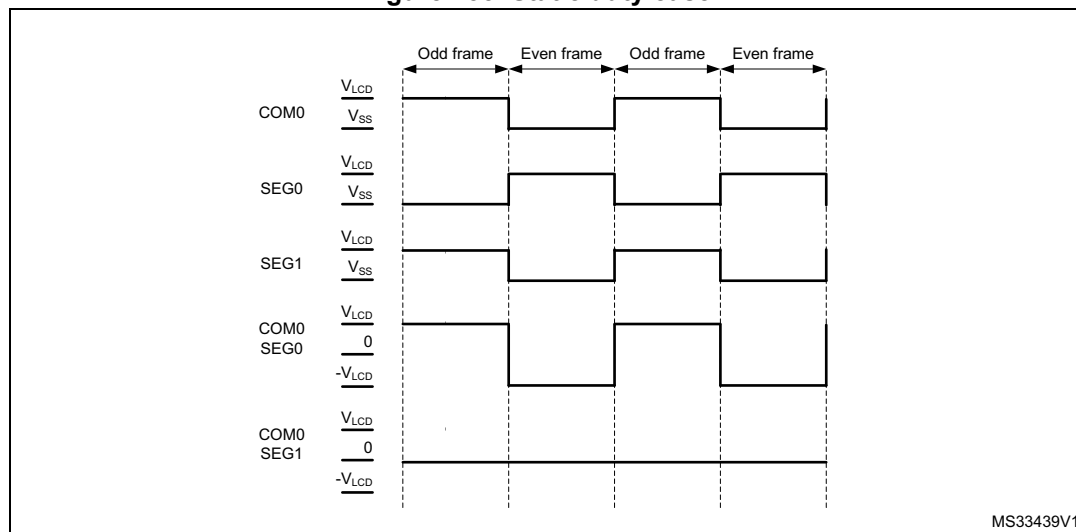 Odd frame Even frame Odd frame Even frame
VLCD
COM0
VSS
VLCD
SEG0
VSS
VLCD
SEG1
VSS
VLCD
COM0
SEG0
0
-VLCD
VLCD
COM0
SEG1
0
-VLCD
MS33439V1